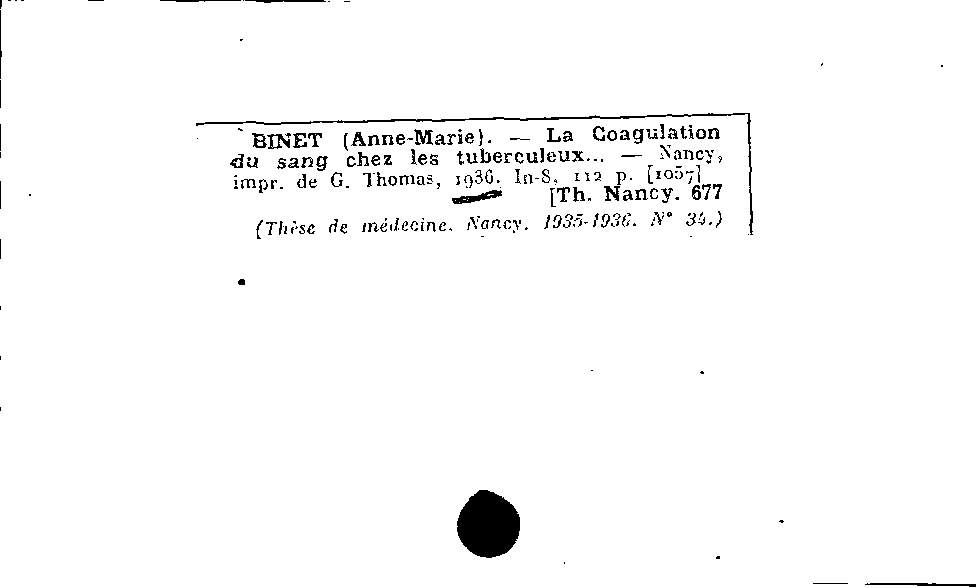 BINET (Anne-Marie). — La Coagulation
du sang chez les tuberculeux... — Nancy,
impr. de G. Thomas, 1936. In-8, 112 p. [1057]
[Th. Nancy. 677
(Thèse de médecine. Nancy. 1935-1936. N° 34.)